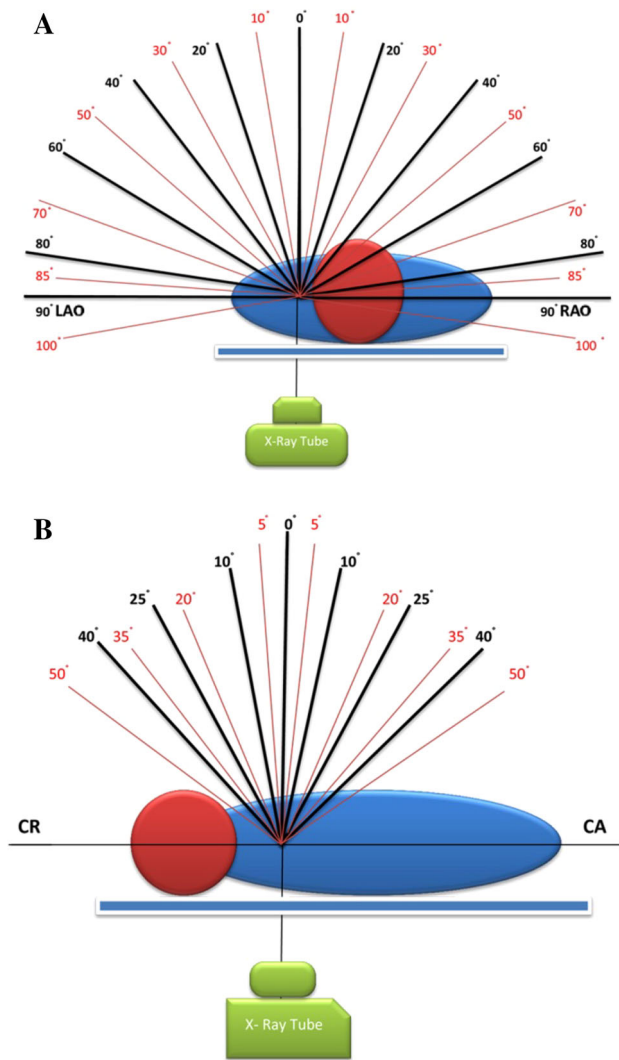 A
10° 0° 10°
30° 20° 20° 30°
40° 40°
50° 50°
60° 60°
70° 70°
80° 80°
85° 85°
90° LAO 90° RAO
100° 100°
X-Ray Tube
B
5° 0° 5°
10° 10°
25° 20° 20° 25°
40° 35° 35° 40°
50° 50°
CR CA
X- Ray Tube